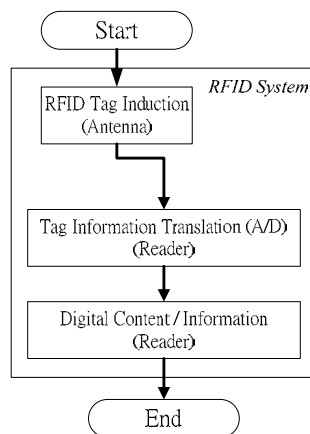 Start
RFID System
RFID Tag Induction
(Antenna)
Tag Information Translation (A/D)
(Reader)
Digital Content / Information
(Reader)
End